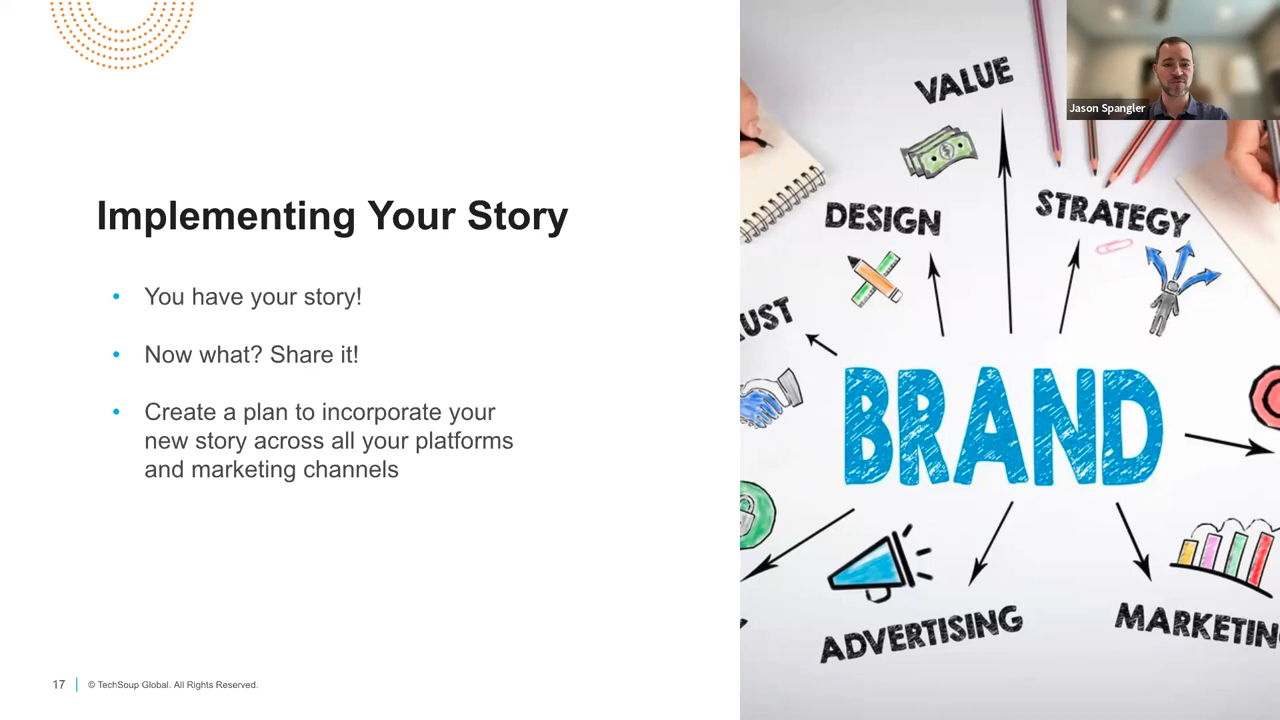 Implementing Your Story
• You have your story!
• Now what? Share it!
• Create a plan to incorporate your
new story across all your platforms
and marketing channels
17
© TechSoup Global. All Rights Reserved.
VALUE
Jason Spangler
DESIGN
STRATEGY
UST
BRAND
ADVERTISING
MARKETIN